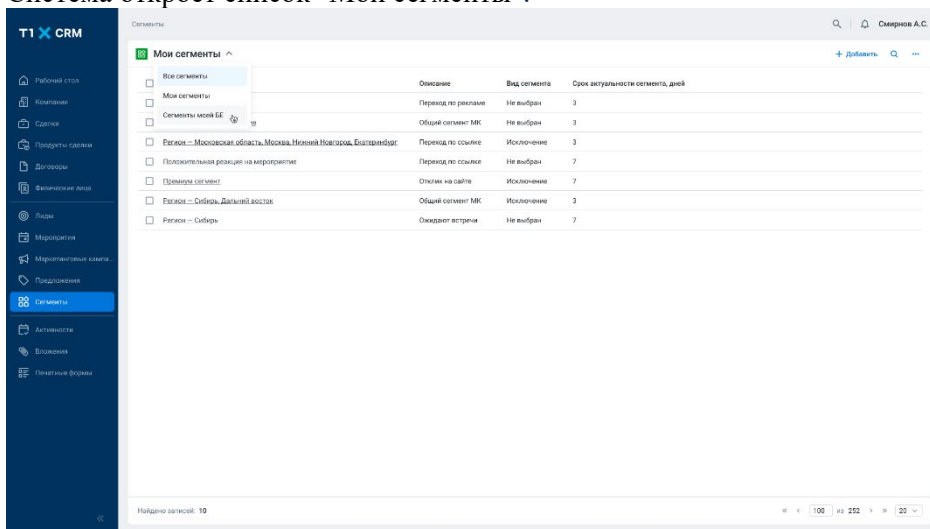 Система откроет список "Мои сегменты".
T1 X CRM
Сегменты
Смирнов А.С.
Мои сегменты
+ Добавить
Рабочий стол
Компании
Сделки
Продукты сделки
Договоры
Физические лица
Лиды
Мероприятия
Маркетинговые кампа...
Предложения
Сегменты
Активности
Вложения
Печатные формы
Все сегменты
Мои сегменты
Сегменты моей БЕ
Описание Вид сегмента Срок актуальности сегмента, дней
Переход по рекламе Не выбран 3
Общий сегмент МК Не выбран 3
Регион – Московская область, Москва, Нижний Новгород, Екатеринбург Переход по ссылке Исключение 3
Положительная реакция на мероприятие Переход по ссылке Не выбран 7
Премиум сегмент Отклик на сайте Исключение 7
Регион – Сибирь, Дальний восток Общий сегмент МК Исключение 3
Регион – Сибирь Ожидают встречи Не выбран 7
Найдено записей: 10
« ‹ 100 из 252 › » 20